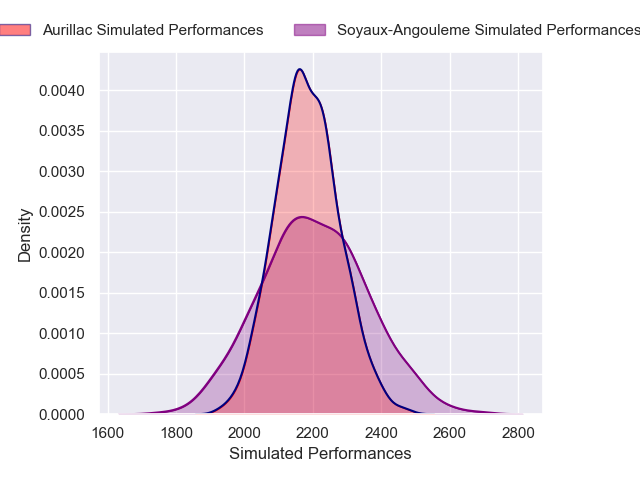 Aurillac Simulated Performances Soyaux-Angouleme Simulated Performances
0.0040
0.0035
0.0030
0.0025
0.0020
0.0015
0.0010
0.0005
0.0000
Density
1600 1800 2000 2200 2400 2600 2800
Simulated Performances